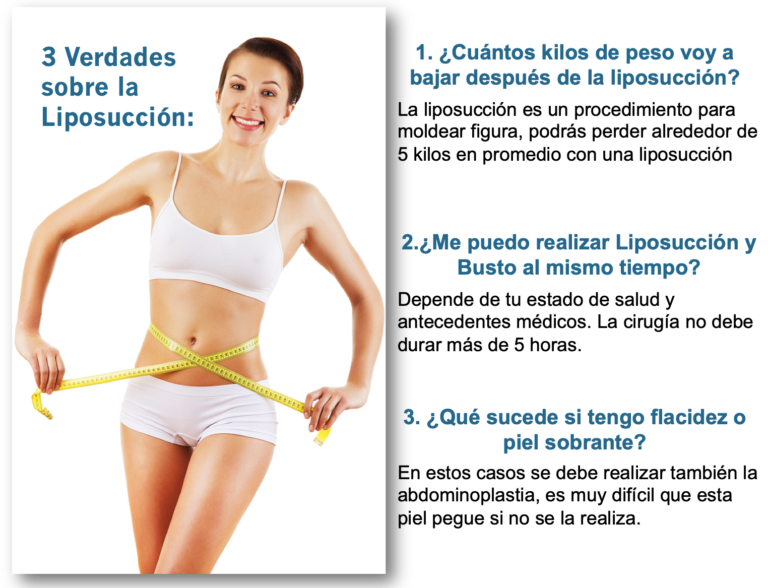 3 Verdades
sobre la
Liposucción:
1. ¿Cuántos kilos de peso voy a
bajar después de la liposucción?
La liposucción es un procedimiento para
moldear figura, podrás perder alrededor de
5 kilos en promedio con una liposucción
2.¿Me puedo realizar Liposucción y
Busto al mismo tiempo?
Depende de tu estado de salud y
antecedentes médicos. La cirugía no debe
durar más de 5 horas.
3. ¿Qué sucede si tengo flacidez o
piel sobrante?
En estos casos se debe realizar también la
abdominoplastia, es muy difícil que esta
piel pegue si no se la realiza.